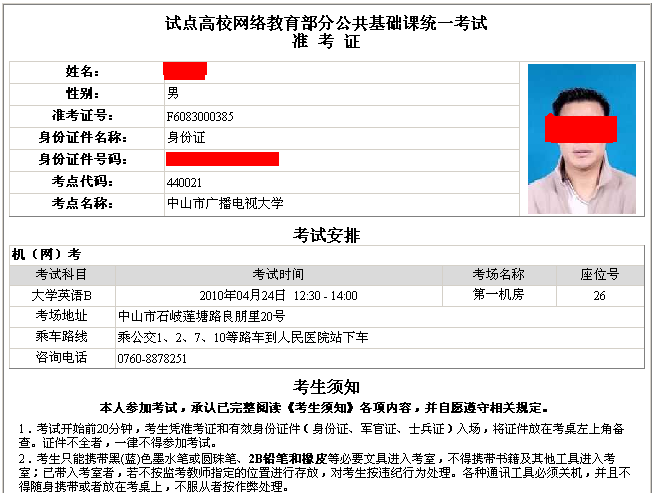 试点高校网络教育部分公共基础课统一考试
准 考 证
姓名：
性别： 男
准考证号： F6083000385
身份证件名称： 身份证
身份证件号码：
考点代码： 440021
考点名称： 中山市广播电视大学
考试安排
机（网）考
考试科目 考试时间 考场名称 座位号
大学英语B 2010年04月24日 12:30 - 14:00 第一机房 26
考场地址 中山市石岐莲塘路良朋里20号
乘车路线 乘公交1、2、7、10等路车到人民医院站下车
咨询电话 0760-8878251
考生须知
本人参加考试，承认已完整阅读《考生须知》各项内容，并自愿遵守相关规定。
1．考试开始前20分钟，考生凭准考证和有效身份证件（身份证、军官证、士兵证）入场，将证件放在考桌左上角备
查。证件不全者，一律不得参加考试。
2．考生只能携带黑(蓝)色墨水笔或圆珠笔、2B铅笔和橡皮等必要文具进入考室，不得携带书籍及其他工具进入考
室；已带入考室者，若不按监考教师指定的位置进行存放，对考生按违纪行为处理。各种通讯工具必须关机，并且不
得随身携带或者放在考桌上，不服从者按作弊处理。